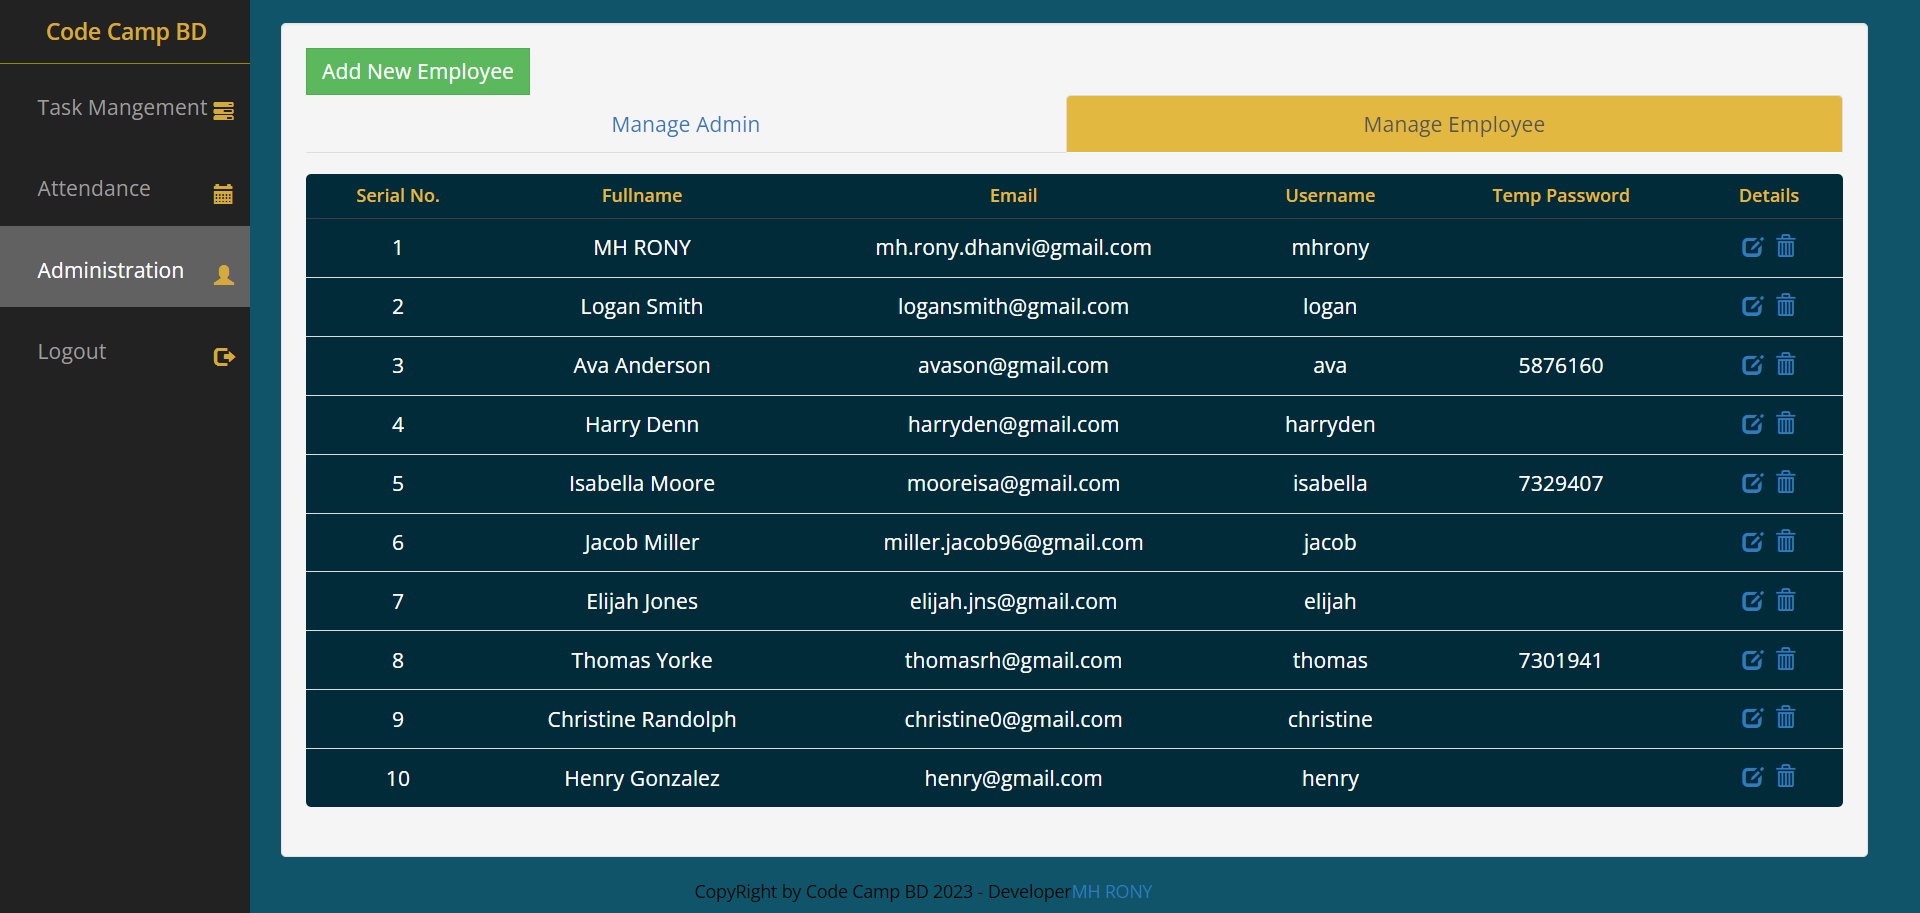 Code Camp BD
Task Mangement
Attendance
Administration
Logout
Add New Employee
Manage Admin Manage Employee
Serial No. Fullname Email Username Temp Password Details
1 MH RONY mh.rony.dhanvi@gmail.com mhrony
2 Logan Smith logansmith@gmail.com logan
3 Ava Anderson avason@gmail.com ava 5876160
4 Harry Denn harryden@gmail.com harryden
5 Isabella Moore mooreisa@gmail.com isabella 7329407
6 Jacob Miller miller.jacob96@gmail.com jacob
7 Elijah Jones elijah.jns@gmail.com elijah
8 Thomas Yorke thomasrh@gmail.com thomas 7301941
9 Christine Randolph christine0@gmail.com christine
10 Henry Gonzalez henry@gmail.com henry
CopyRight by Code Camp BD 2023 - DeveloperMH RONY